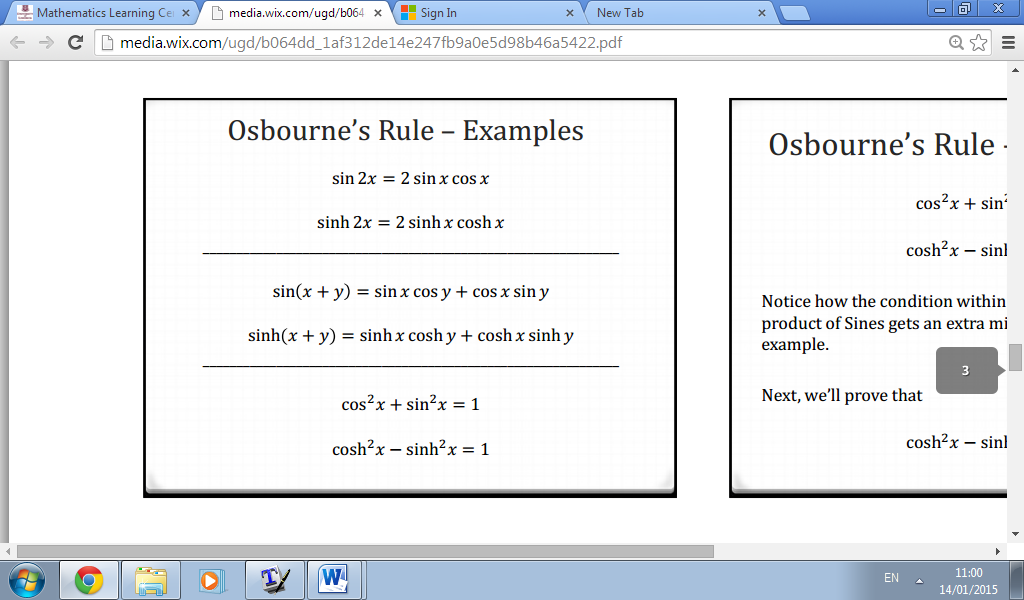 Mathematics Learning Ce
media.wix.com/ugd/b064
Sign In
New Tab
media.wix.com/ugd/b064dd_1af312de14e247fb9a0e5d98b46a5422.pdf
Osbourne's Rule – Examples
sin 2x = 2 sin x cos x
sinh 2x = 2 sinh x cosh x
sin(x + y) = sin x cos y + cos x sin y
sinh(x + y) = sinh x cosh y + cosh x sinh y
cos²x + sin²x = 1
cosh²x − sinh²x = 1
Osbourne's Rule -
cos²x + sin²
cosh²x − sinh
Notice how the condition within
product of Sines gets an extra mi
example.
Next, we'll prove that
cosh²x − sinh
3
EN
11:00
14/01/2015